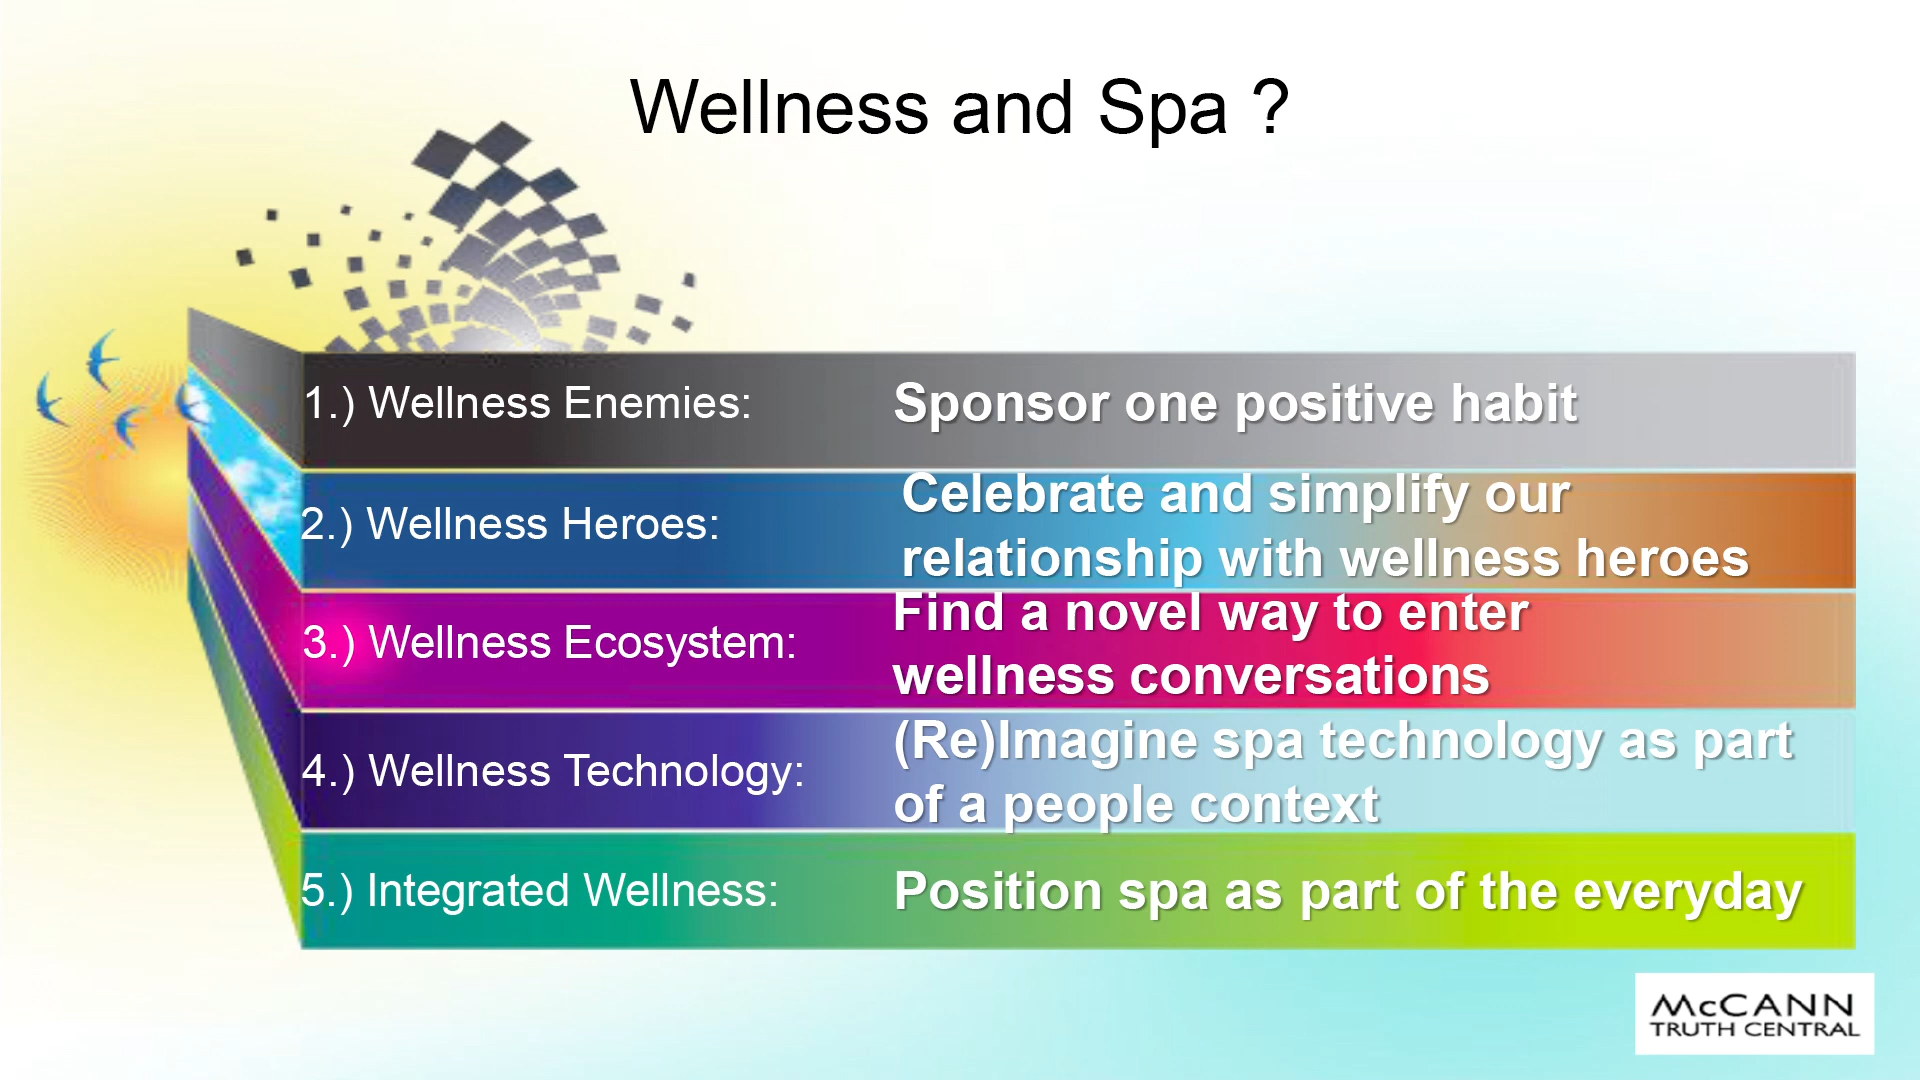 Wellness and Spa ?
1.) Wellness Enemies: Sponsor one positive habit
2.) Wellness Heroes: Celebrate and simplify our
relationship with wellness heroes
3.) Wellness Ecosystem: Find a novel way to enter
wellness conversations
4.) Wellness Technology: (Re)Imagine spa technology as part
of a people context
5.) Integrated Wellness: Position spa as part of the everyday
McCANN
TRUTH CENTRAL